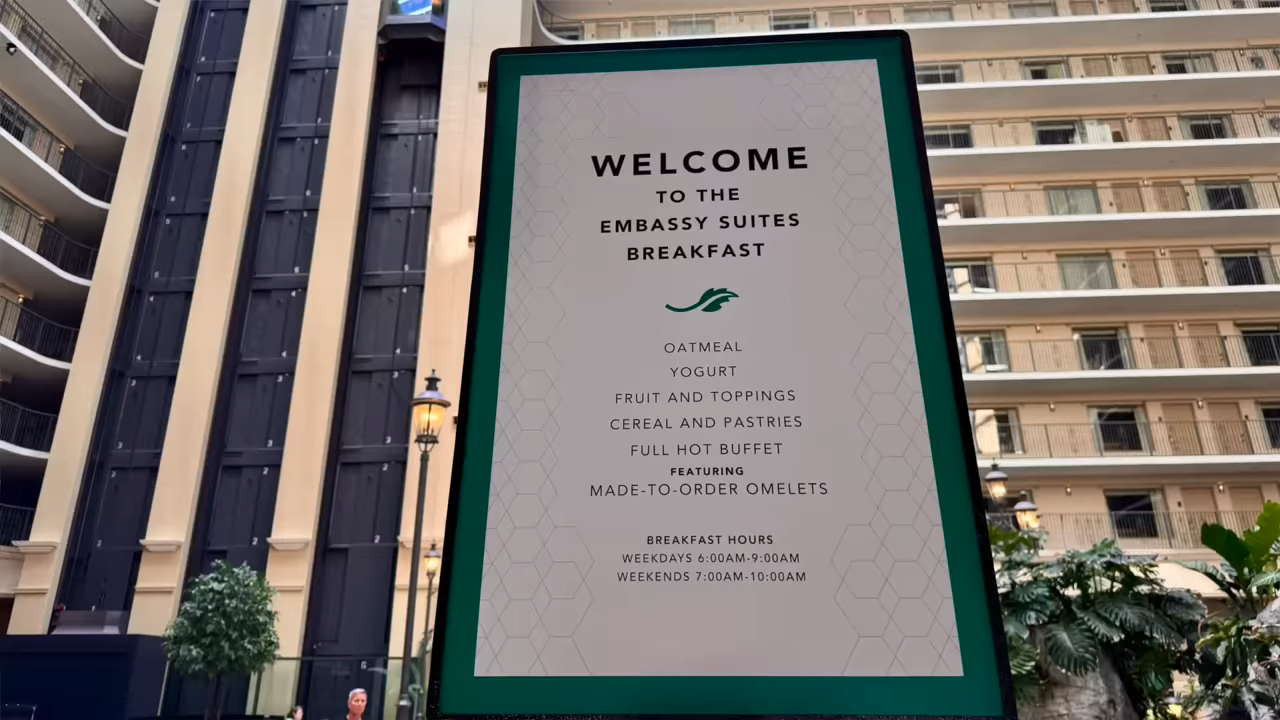 WELCOME
TO THE
EMBASSY SUITES
BREAKFAST
OATMEAL
YOGURT
FRUIT AND TOPPINGS
CEREAL AND PASTRIES
FULL HOT BUFFET
FEATURING
MADE-TO-ORDER OMELETS
BREAKFAST HOURS
WEEKDAYS 6:00AM-9:00AM
WEEKENDS 7:00AM-10:00AM